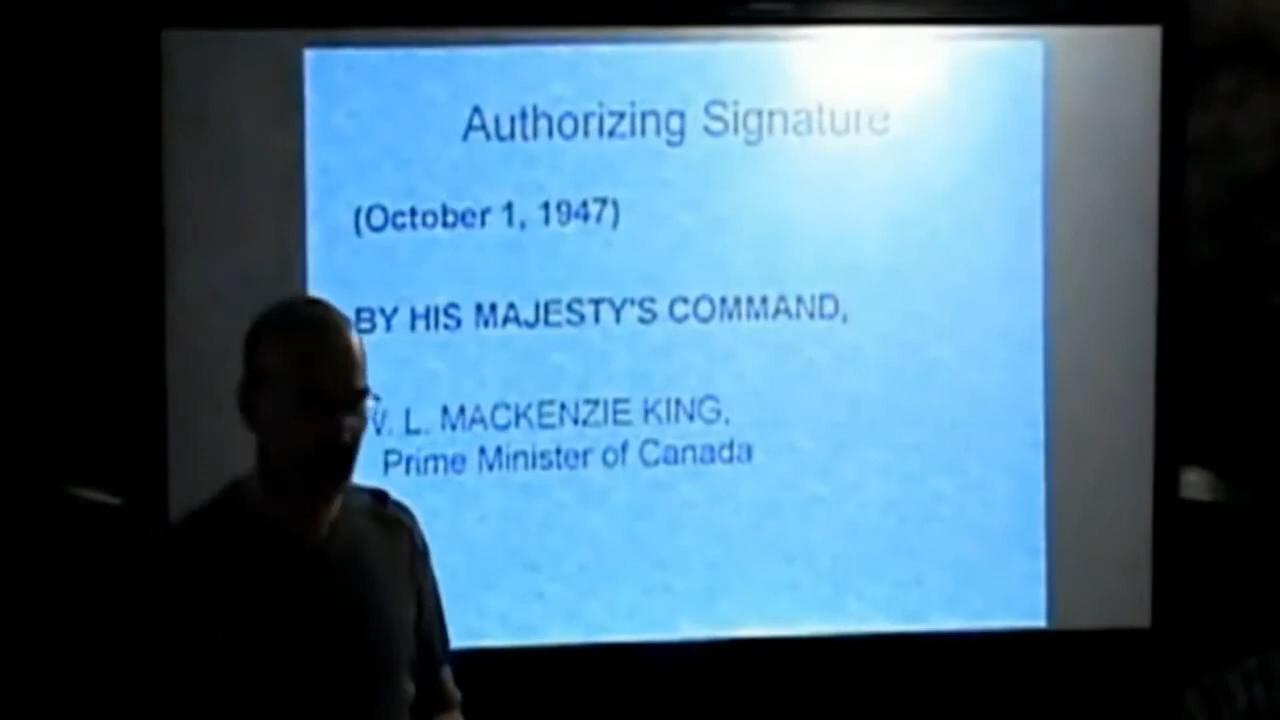 Authorizing Signature
(October 1, 1947)
BY HIS MAJESTY'S COMMAND,
L. MACKENZIE KING,
Prime Minister of Canada